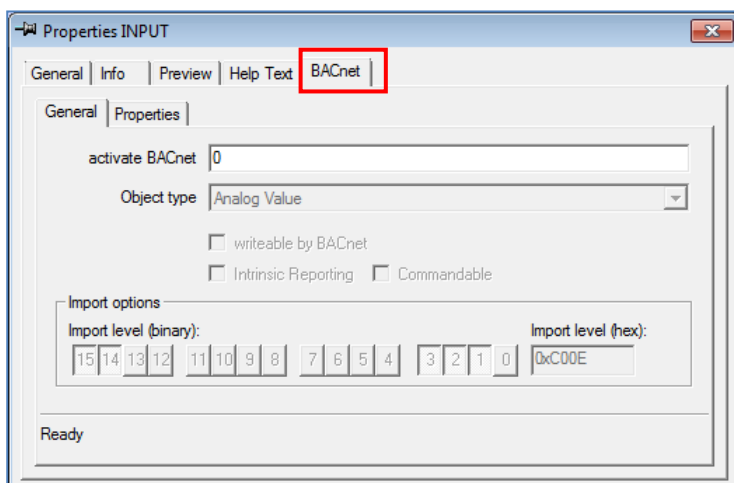 Properties INPUT
General Info Preview Help Text BACnet
General Properties
activate BACnet 0
Object type Analog Value
writeable by BACnet
Intrinsic Reporting Commandable
Import options
Import level (binary): Import level (hex):
15 14 13 12 11 10 9 8 7 6 5 4 3 2 1 0 0xC00E
Ready